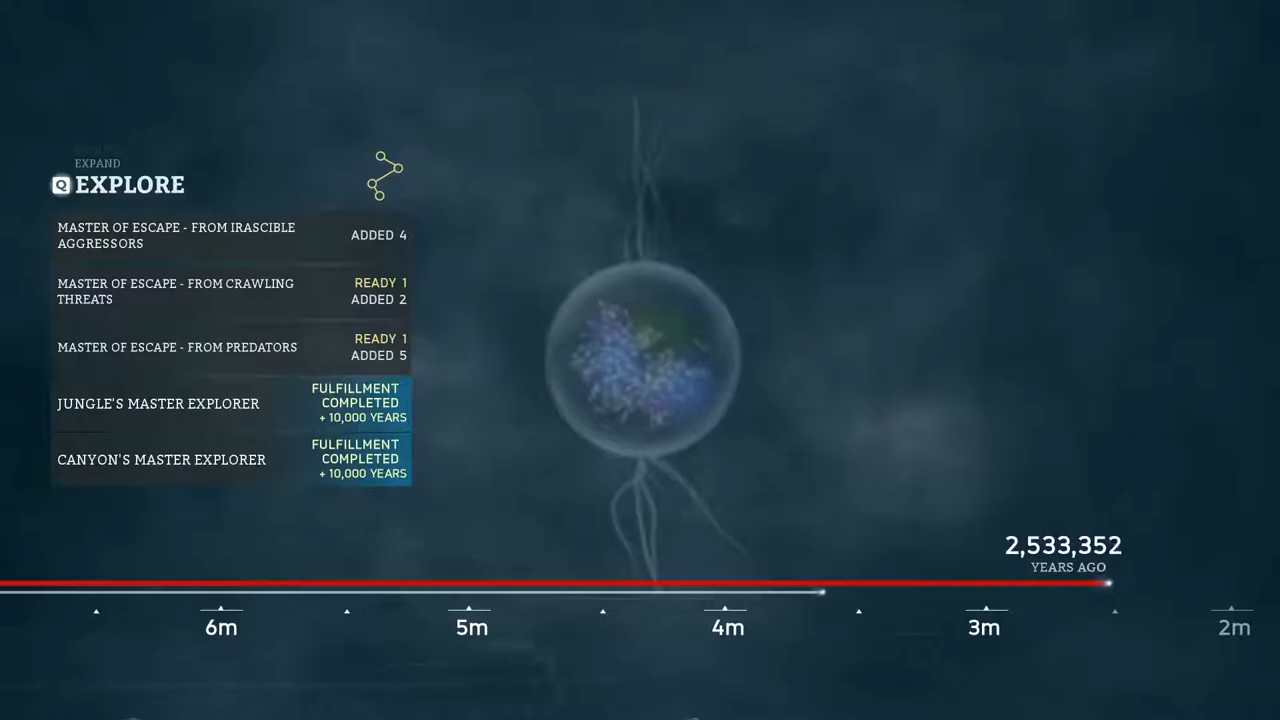 EXPAND
Q EXPLORE
MASTER OF ESCAPE - FROM IRASCIBLE
AGGRESSORS
ADDED 4
MASTER OF ESCAPE - FROM CRAWLING
THREATS
READY 1
ADDED 2
MASTER OF ESCAPE - FROM PREDATORS
READY 1
ADDED 5
JUNGLE'S MASTER EXPLORER
FULFILLMENT
COMPLETED
+ 10,000 YEARS
CANYON'S MASTER EXPLORER
FULFILLMENT
COMPLETED
+ 10,000 YEARS
2,533,352
YEARS AGO
6m
5m
4m
3m
2m